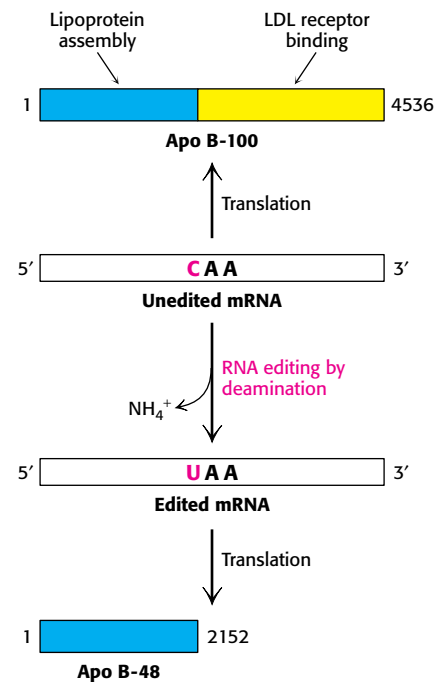 Lipoprotein
assembly
LDL receptor
binding
1
4536
Apo B-100
Translation
5′ CAA 3′
Unedited mRNA
RNA editing by
deamination
NH₄⁺
5′ UAA 3′
Edited mRNA
Translation
1
2152
Apo B-48